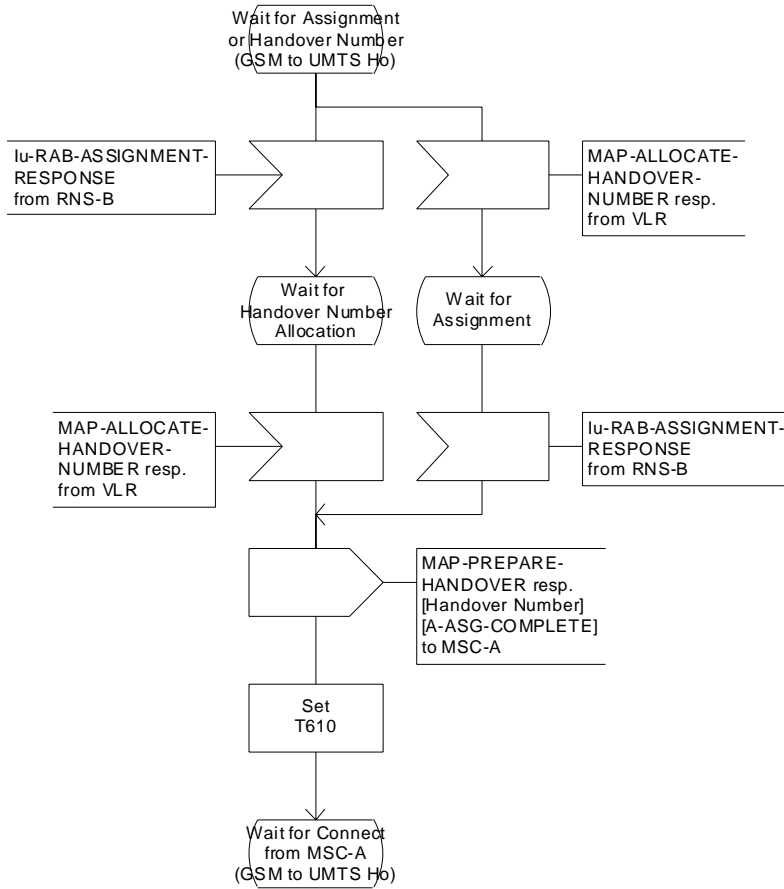 Wait for Assignment
or Handover Number
(GSM to UMTS Ho)
Iu-RAB-ASSIGNMENT-
RESPONSE
from RNS-B
MAP-ALLOCATE-
HANDOVER-
NUMBER resp.
from VLR
Wait for
Handover Number
Allocation
Wait for
Assignment
MAP-ALLOCATE-
HANDOVER-
NUMBER resp.
from VLR
Iu-RAB-ASSIGNMENT-
RESPONSE
from RNS-B
MAP-PREPARE-
HANDOVER resp.
[Handover Number]
[A-ASG-COMPLETE]
to MSC-A
Set
T610
Wait for Connect
from MSC-A
(GSM to UMTS Ho)